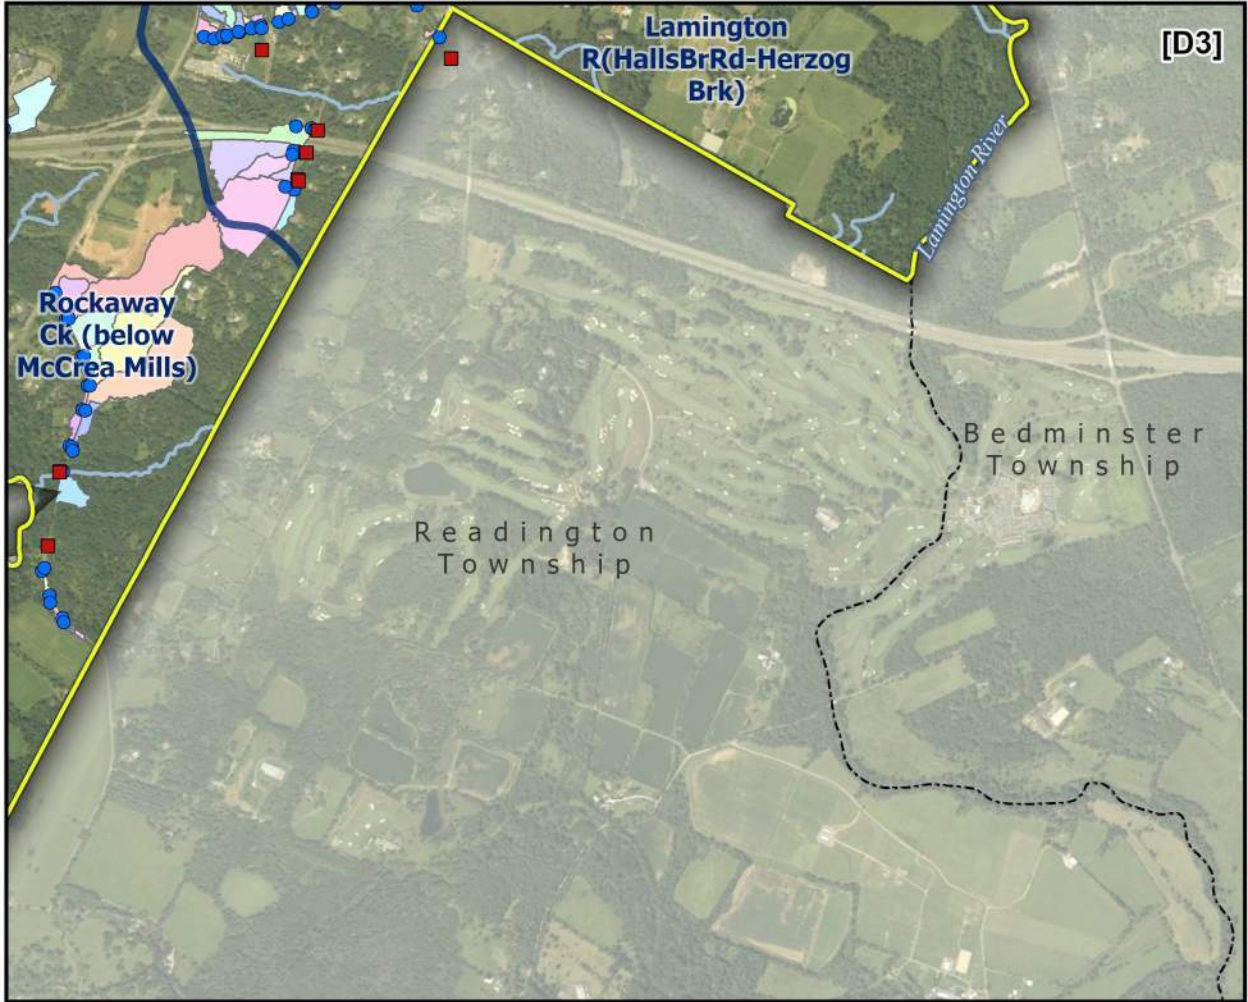 Lamington
R(HallsBrRd-Herzog
Brk)
[D3]
Lamington River
Rockaway
Ck (below
McCrea Mills)
Bedminster
Township
Readington
Township